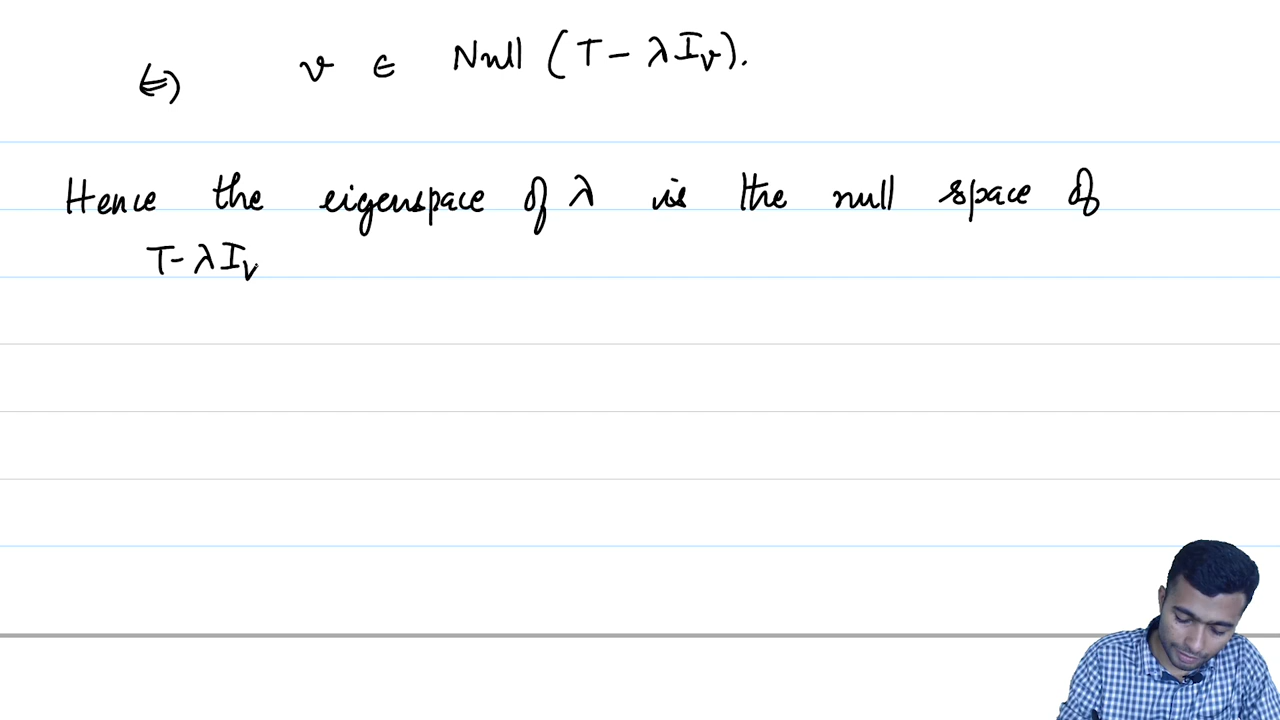 ⇔ v ∈ Null (T - λI_V).
Hence the eigenspace of λ is the null space of
T - λI_V